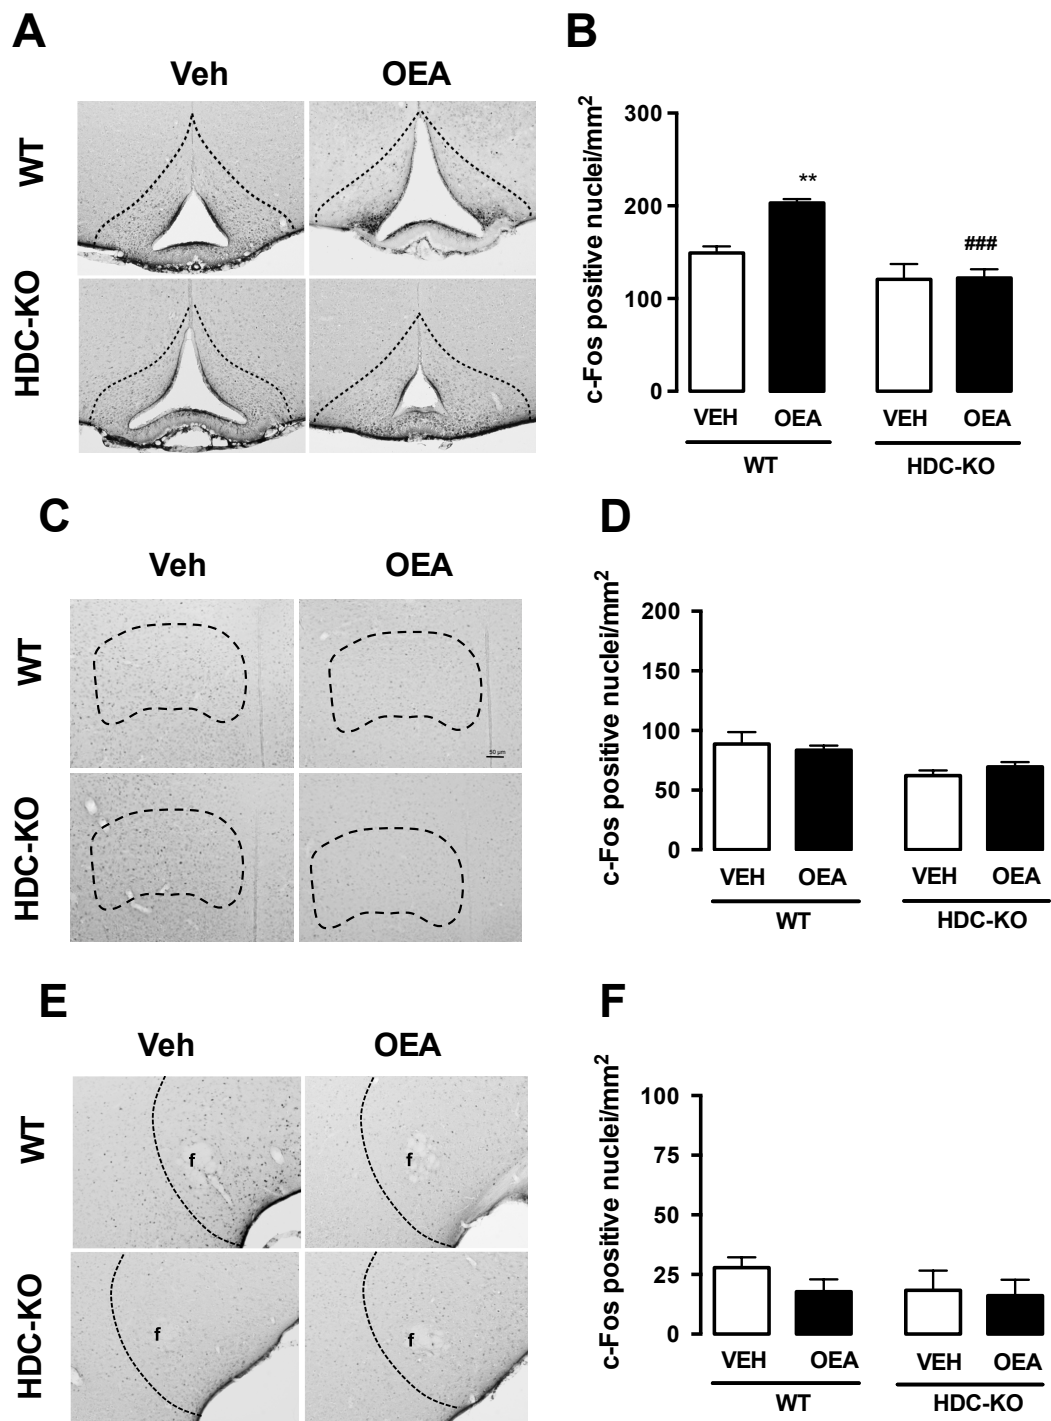 A
Veh OEA
WT
HDC-KO
B
c-Fos positive nuclei/mm²
300
200
100
0
**
###
VEH OEA VEH OEA
WT HDC-KO
C
Veh OEA
WT
50 µm
HDC-KO
D
c-Fos positive nuclei/mm²
200
150
100
50
0
VEH OEA VEH OEA
WT HDC-KO
E
Veh OEA
WT
f f
HDC-KO
f f
F
c-Fos positive nuclei/mm²
100
75
50
25
0
VEH OEA VEH OEA
WT HDC-KO